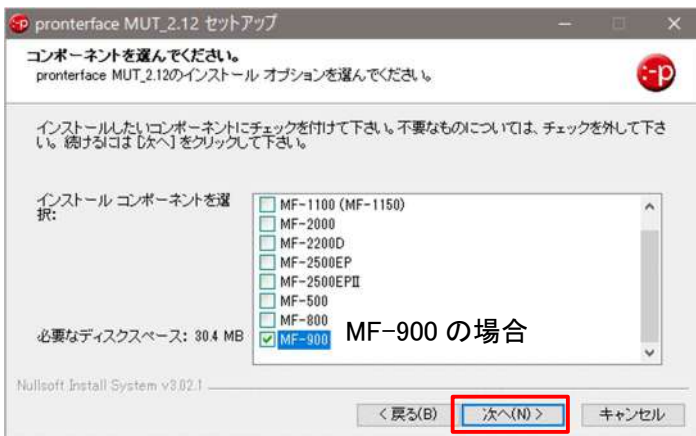 pronterface MUT_2.12 セットアップ
コンポーネントを選んでください。
pronterface MUT_2.12のインストール オプションを選んでください。
:-p
インストールしたいコンポーネントにチェックを付けて下さい。不要なものについては、チェックを外して下さ
い。 続けるには [次へ] をクリックして下さい。
インストール コンポーネントを選
択:
MF-1100 (MF-1150)
MF-2000
MF-2200D
MF-2500EP
MF-2500EPII
MF-500
MF-800
MF-900
MF-900 の場合
必要なディスクスペース: 30.4 MB
Nullsoft Install System v3.02.1
< 戻る(B)
次へ(N) >
キャンセル